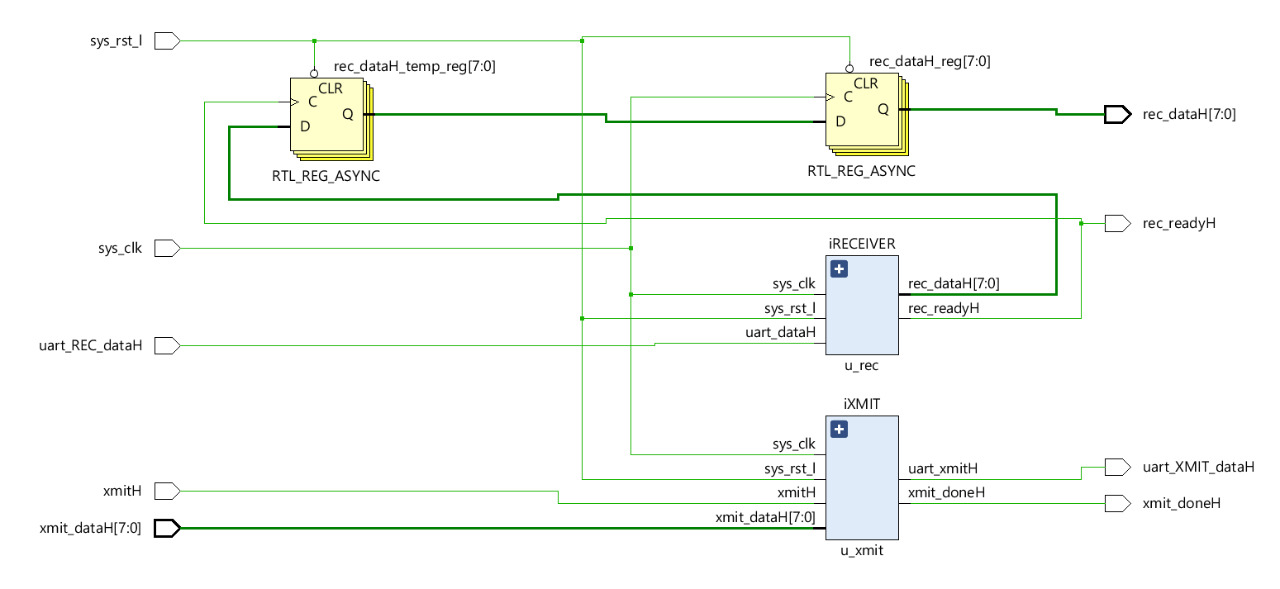 sys_rst_l
rec_dataH_temp_reg[7:0]
CLR
C
Q
D
RTL_REG_ASYNC
rec_dataH_reg[7:0]
CLR
C
Q
D
RTL_REG_ASYNC
rec_dataH[7:0]
rec_readyH
sys_clk
iRECEIVER
sys_clk
rec_dataH[7:0]
sys_rst_l
rec_readyH
uart_dataH
u_rec
uart_REC_dataH
iXMIT
sys_clk
sys_rst_l
uart_xmitH
xmitH
xmit_doneH
xmit_dataH[7:0]
u_xmit
uart_XMIT_dataH
xmit_doneH
xmitH
xmit_dataH[7:0]